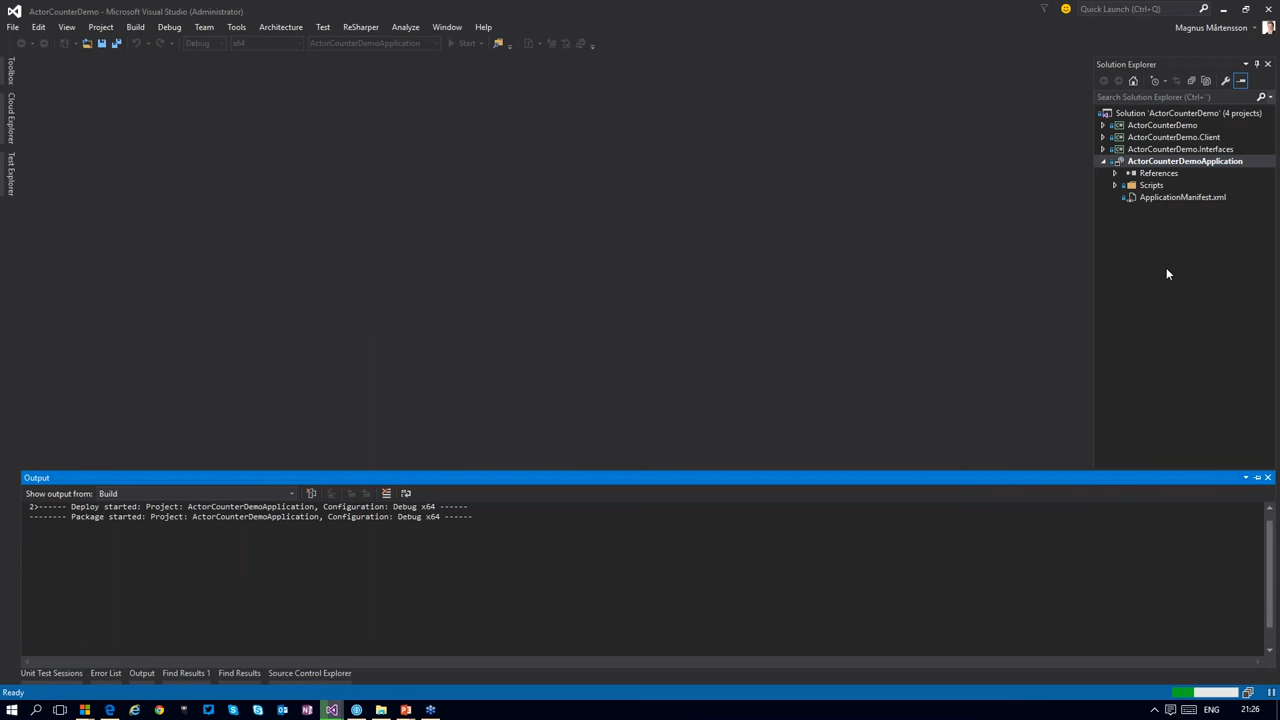 ActorCounterDemo - Microsoft Visual Studio (Administrator)
Quick Launch (Ctrl+Q)
File Edit View Project Build Debug Team Tools Architecture Test ReSharper Analyze Window Help
Magnus Mårtensson
Debug x64 ActorCounterDemoApplication Start
Toolbox
Cloud Explorer
Test Explorer
Solution Explorer
Search Solution Explorer (Ctrl+¨)
Solution 'ActorCounterDemo' (4 projects)
ActorCounterDemo
ActorCounterDemo.Client
ActorCounterDemo.Interfaces
ActorCounterDemoApplication
References
Scripts
ApplicationManifest.xml
Output
Show output from: Build
2>------ Deploy started: Project: ActorCounterDemoApplication, Configuration: Debug x64 ------
-------- Package started: Project: ActorCounterDemoApplication, Configuration: Debug x64 ------
Unit Test Sessions Error List Output Find Results 1 Find Results Source Control Explorer
Ready
ENG 21:26